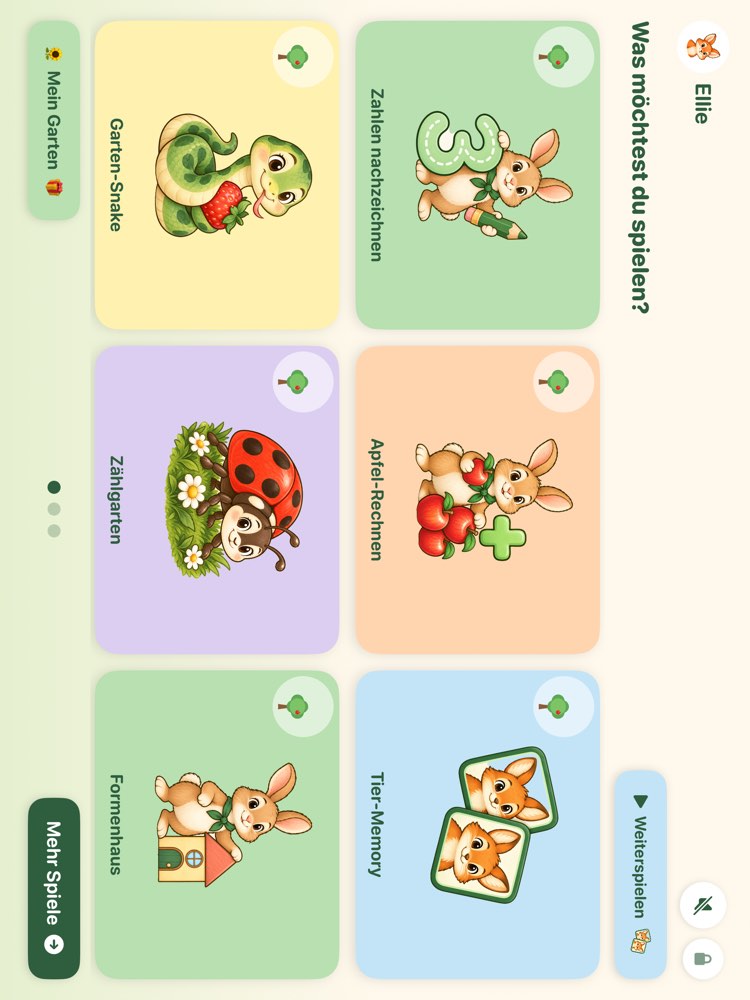 Ellie
Was möchtest du spielen?
Weiterspielen
Zahlen nachzeichnen
3
Apfel-Rechnen
Tier-Memory
Garten-Snake
Zählgarten
Formenhaus
Mein Garten
Mehr Spiele